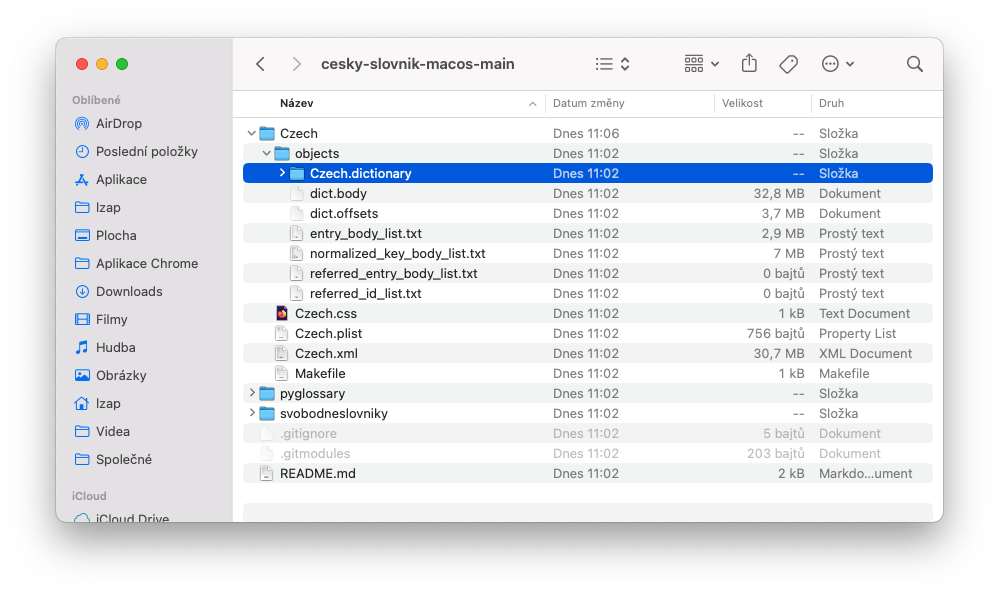 cesky-slovnik-macos-main
Oblíbené
AirDrop
Poslední položky
Aplikace
lzap
Plocha
Aplikace Chrome
Downloads
Filmy
Hudba
Obrázky
lzap
Videa
Společné
iCloud
iCloud Drive
Název Datum změny Velikost Druh
Czech Dnes 11:06 -- Složka
objects Dnes 11:02 -- Složka
Czech.dictionary Dnes 11:02 -- Složka
dict.body Dnes 11:02 32,8 MB Dokument
dict.offsets Dnes 11:02 3,7 MB Dokument
entry_body_list.txt Dnes 11:02 2,9 MB Prostý text
normalized_key_body_list.txt Dnes 11:02 7 MB Prostý text
referred_entry_body_list.txt Dnes 11:02 0 bajtů Prostý text
referred_id_list.txt Dnes 11:02 0 bajtů Prostý text
Czech.css Dnes 11:02 1 kB Text Document
Czech.plist Dnes 11:02 756 bajtů Property List
Czech.xml Dnes 11:02 30,7 MB XML Document
Makefile Dnes 11:02 1 kB Makefile
pyglossary Dnes 11:02 -- Složka
svobodneslovniky Dnes 11:02 -- Složka
.gitignore Dnes 11:02 5 bajtů Dokument
.gitmodules Dnes 11:02 203 bajtů Dokument
README.md Dnes 11:02 2 kB Markdo...ument